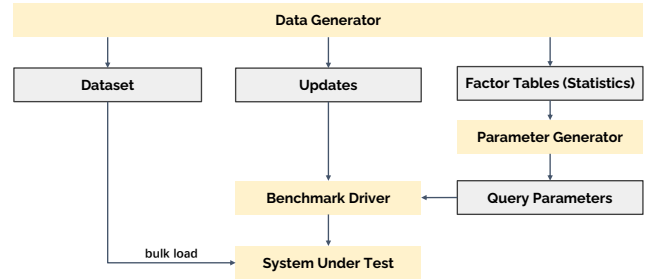 Data Generator
Dataset
Updates
Factor Tables (Statistics)
Parameter Generator
Benchmark Driver
Query Parameters
bulk load
System Under Test